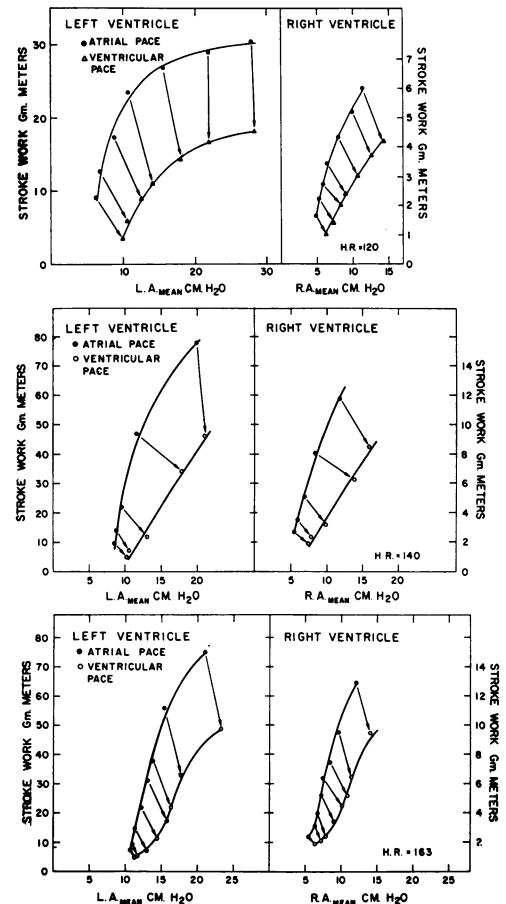 LEFT VENTRICLE
● ATRIAL PACE
▲ VENTRICULAR
PACE
STROKE WORK Gm. METERS
30
20
10
0
10
20
30
L.A.MEAN CM. H₂O
RIGHT VENTRICLE
7
6
5
4
3
2
1
0
STROKE WORK Gm. METERS
H.R.=120
5
10
15
R.A.MEAN CM. H₂O
LEFT VENTRICLE
● ATRIAL PACE
○ VENTRICULAR
PACE
STROKE WORK Gm. METERS
80
70
60
50
40
30
20
10
0
5
10
15
20
L.A.MEAN CM. H₂O
RIGHT VENTRICLE
14
12
10
8
6
4
2
0
STROKE WORK Gm. METERS
H.R.=140
5
10
15
20
R.A.MEAN CM. H₂O
LEFT VENTRICLE
● ATRIAL PACE
○ VENTRICULAR
PACE
STROKE WORK Gm. METERS
80
70
60
50
40
30
20
10
0
5
10
15
20
25
L.A.MEAN CM. H₂O
RIGHT VENTRICLE
14
12
10
8
6
4
2
STROKE WORK Gm. METERS
H.R. = 163
5
10
15
20
25
R.A.MEAN CM. H₂O